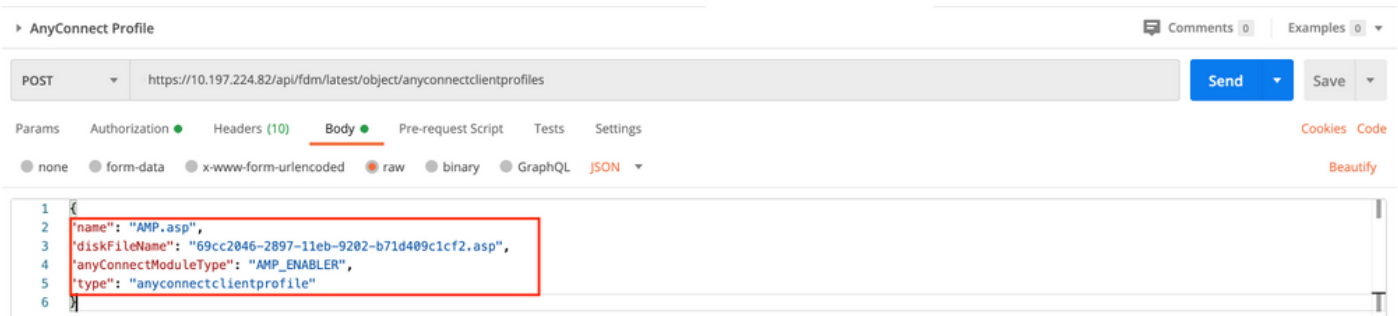 AnyConnect Profile
Comments 0 Examples 0
POST https://10.197.224.82/api/fdm/latest/object/anyconnectclientprofiles Send Save
Params Authorization Headers (10) Body Pre-request Script Tests Settings Cookies Code
none form-data x-www-form-urlencoded raw binary GraphQL JSON Beautify
1 {
2 "name": "AMP.asp",
3 "diskFileName": "69cc2046-2897-11eb-9202-b71d409c1cf2.asp",
4 "anyConnectModuleType": "AMP_ENABLER",
5 "type": "anyconnectclientprofile"
6 }